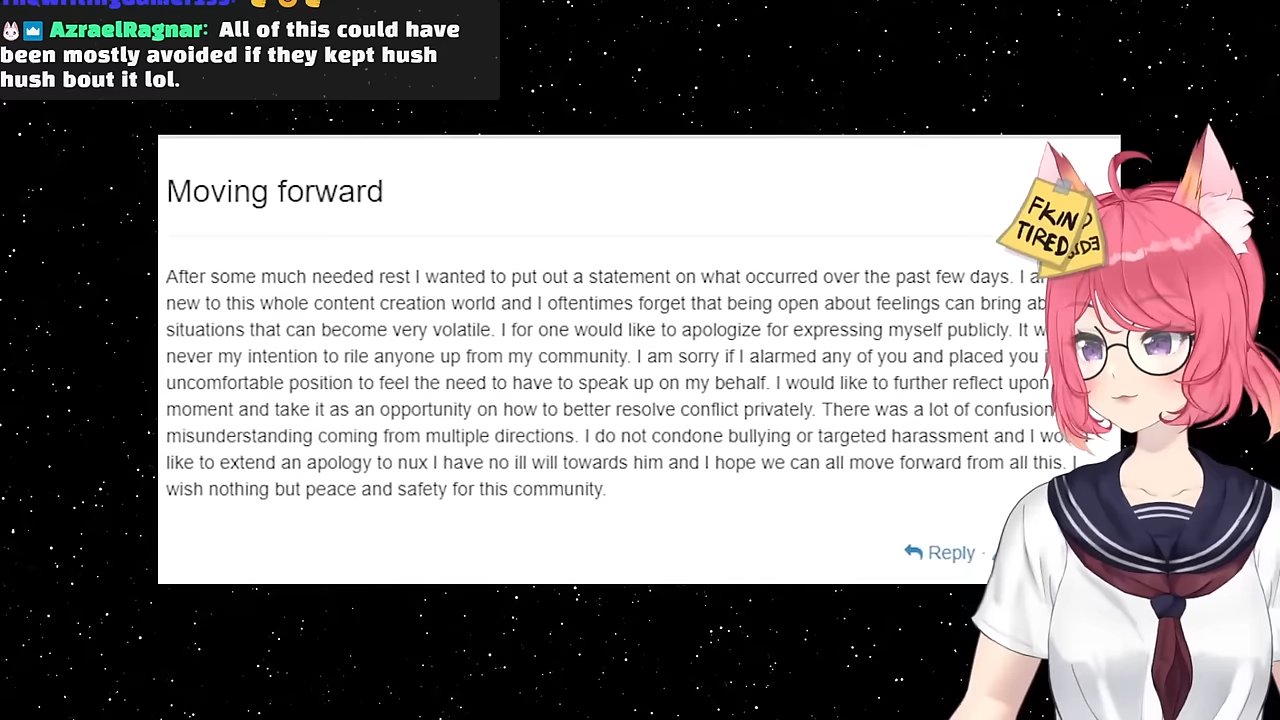 AzraelRagnar: All of this could have
been mostly avoided if they kept hush
hush bout it lol.
Moving forward
FKIN
TIRED
After some much needed rest I wanted to put out a statement on what occurred over the past few days. I
new to this whole content creation world and I oftentimes forget that being open about feelings can bring
situations that can become very volatile. I for one would like to apologize for expressing myself publicly. It
never my intention to rile anyone up from my community. I am sorry if I alarmed any of you and placed you
uncomfortable position to feel the need to have to speak up on my behalf. I would like to further reflect upon
moment and take it as an opportunity on how to better resolve conflict privately. There was a lot of confusion
misunderstanding coming from multiple directions. I do not condone bullying or targeted harassment and I
like to extend an apology to nux I have no ill will towards him and I hope we can all move forward from all this. I
wish nothing but peace and safety for this community.
Reply ·